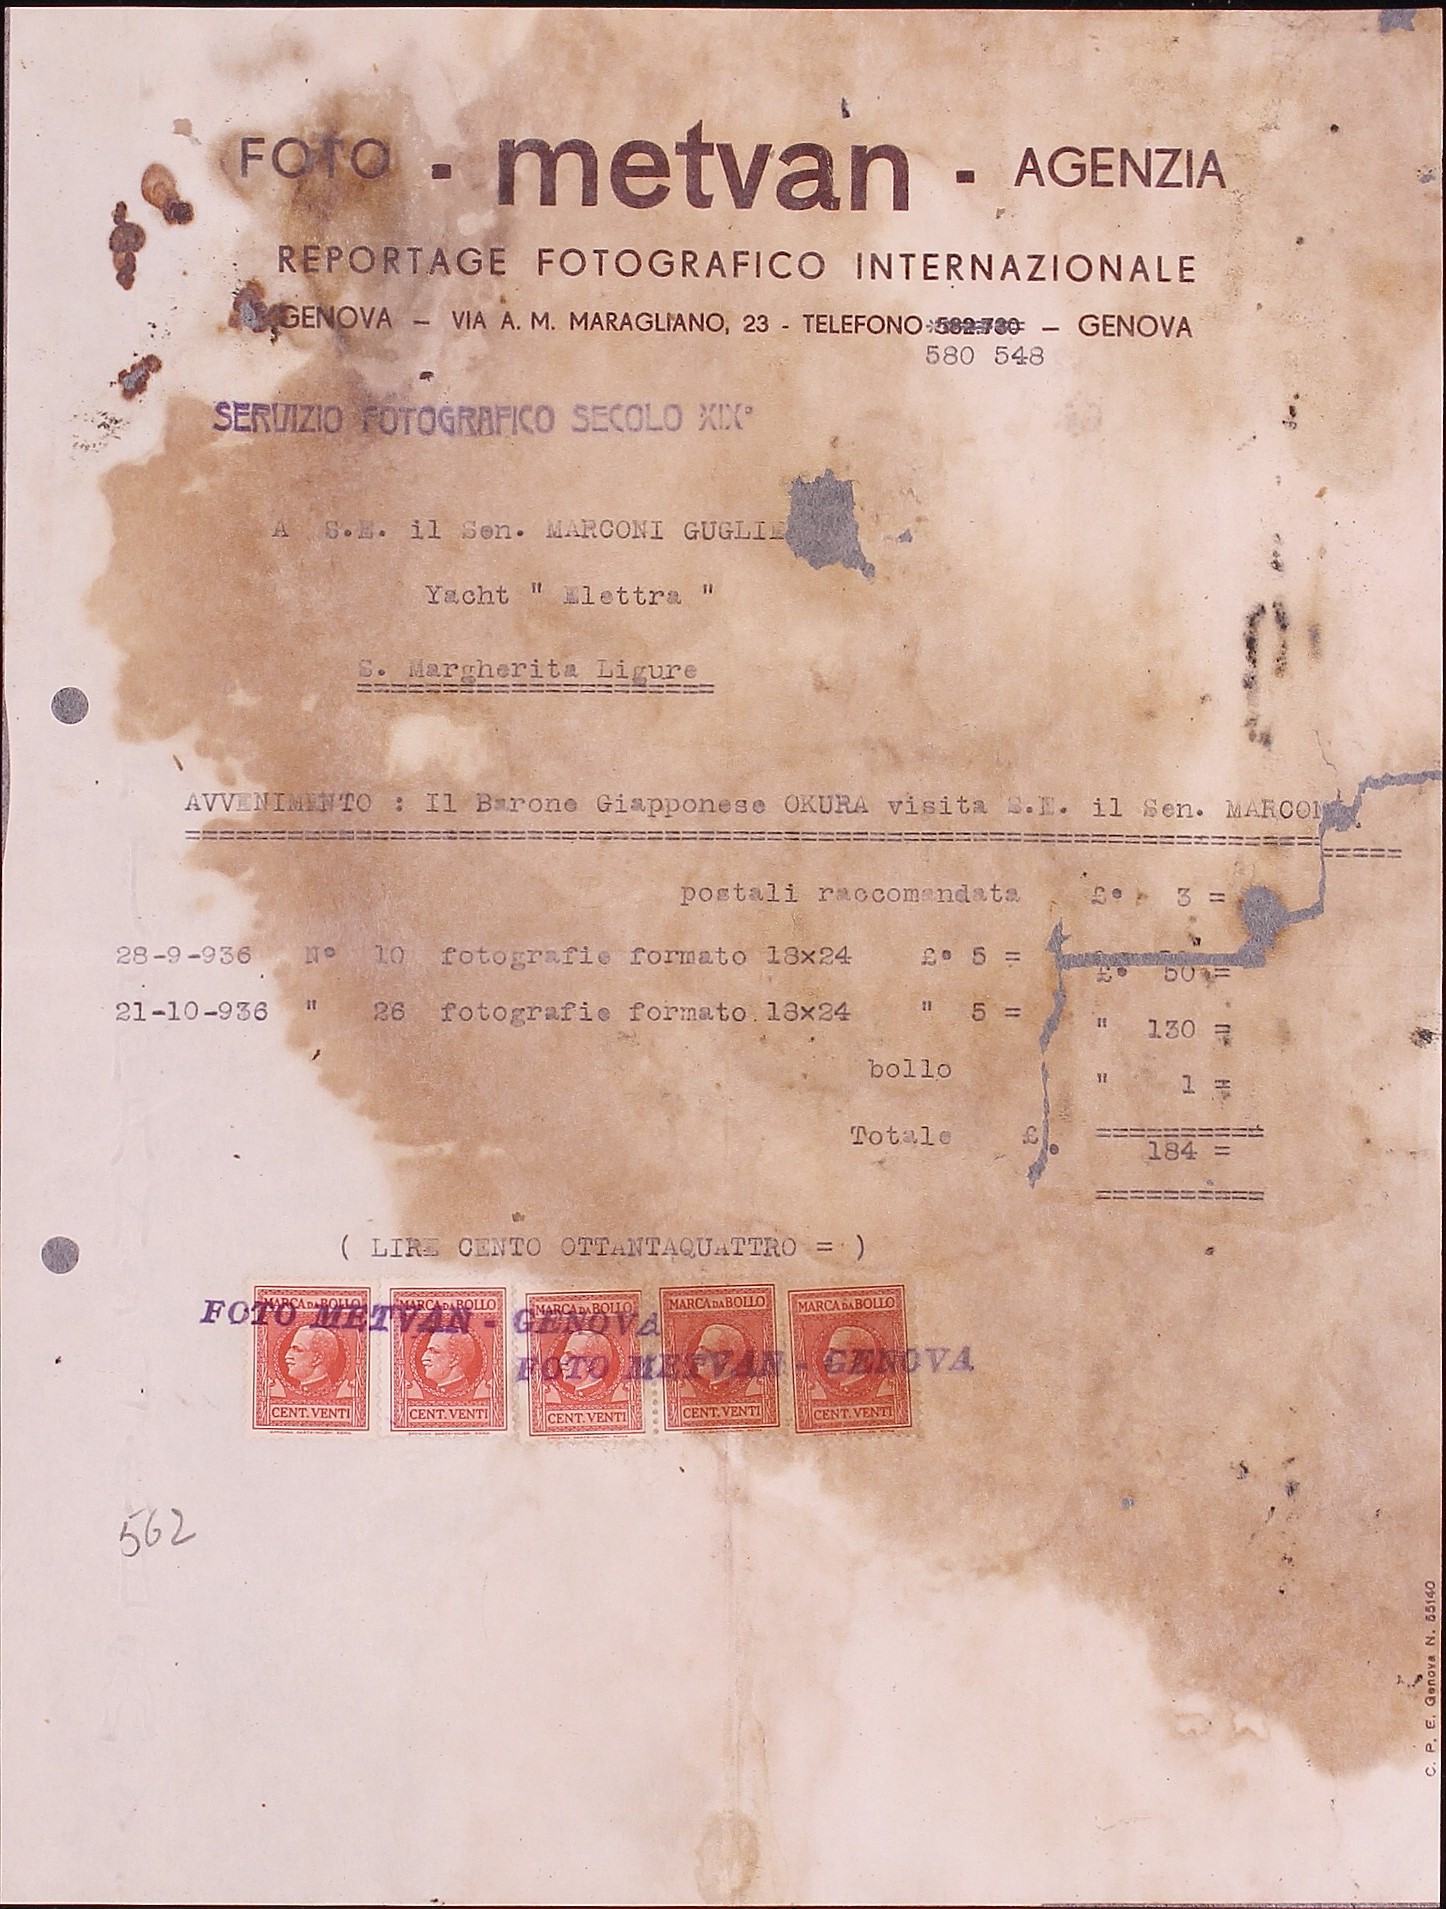 FOTO - metvan - AGENZIA
REPORTAGE FOTOGRAFICO INTERNAZIONALE
GENOVA — VIA A. M. MARAGLIANO, 23 - TELEFONO 582.730 — GENOVA
580 548
SERVIZIO FOTOGRAFICO SECOLO XIX°
A S.E. il Sen. MARCONI GUGLIE
Yacht " Elettra "
S. Margherita Ligure
AVVENIMENTO : Il Barone Giapponese OKURA visita S.E. il Sen. MARCONI.
postali raccomandata £° 3 =
28-9-936 N° 10 fotografie formato 18x24 £° 5 = £° 50 =
21-10-936 " 26 fotografie formato 18x24 " 5 = " 130 =
bollo " 1 =
Totale £. 184 =
( LIRE CENTO OTTANTAQUATTRO = )
MARCA DA BOLLO MARCA DA BOLLO MARCA DA BOLLO MARCA DA BOLLO MARCA DA BOLLO
FOTO METVAN - GENOVA
FOTO METVAN - GENOVA
CENT. VENTI CENT. VENTI CENT. VENTI CENT. VENTI CENT. VENTI
562
C. P. E. Genova N. 55140